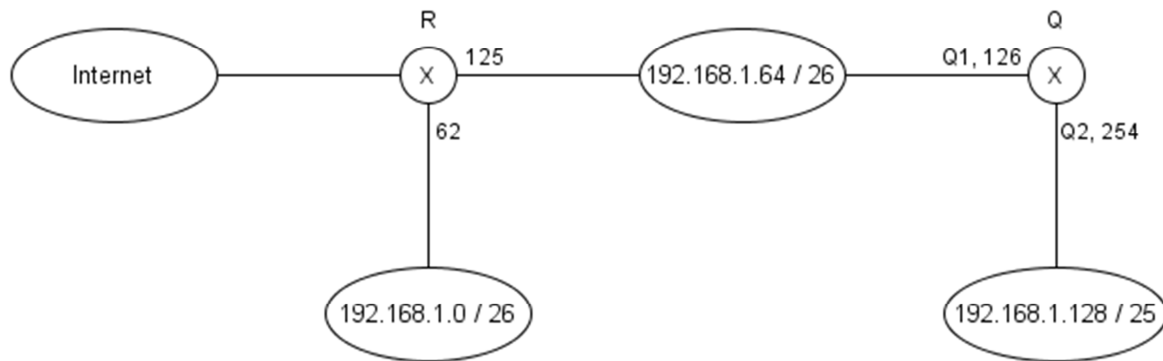 R
Q
Internet
X
125
192.168.1.64 / 26
Q1, 126
X
62
Q2, 254
192.168.1.0 / 26
192.168.1.128 / 25